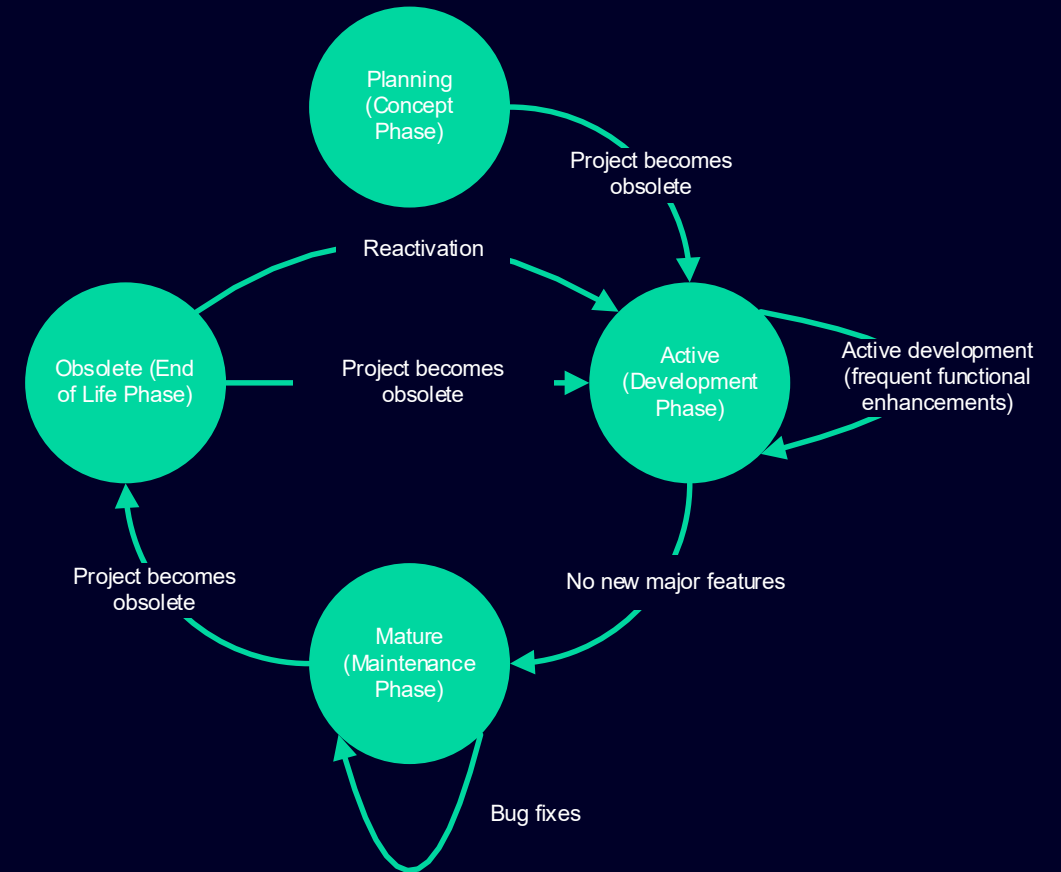 Planning
(Concept
Phase)
Project becomes
obsolete
Reactivation
Obsolete (End
of Life Phase)
Project becomes
obsolete
Active
(Development
Phase)
Active development
(frequent functional
enhancements)
Project becomes
obsolete
No new major features
Mature
(Maintenance
Phase)
Bug fixes